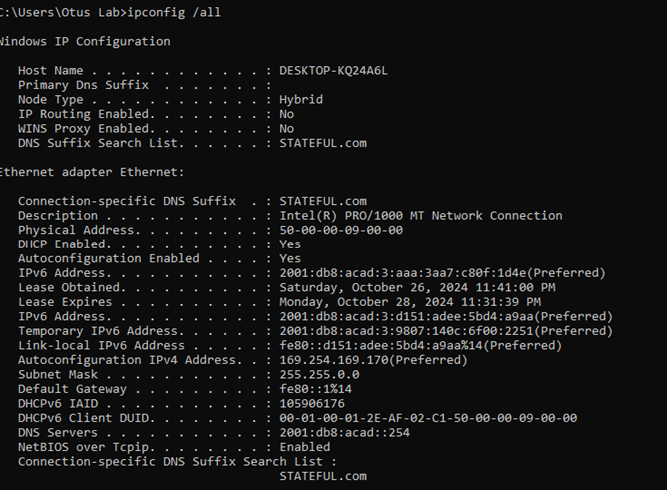 C:\Users\Otus Lab>ipconfig /all
Windows IP Configuration
Host Name . . . . . . . . . . . . : DESKTOP-KQ24A6L
Primary Dns Suffix . . . . . . . :
Node Type . . . . . . . . . . . . : Hybrid
IP Routing Enabled. . . . . . . . : No
WINS Proxy Enabled. . . . . . . . : No
DNS Suffix Search List. . . . . . : STATEFUL.com
Ethernet adapter Ethernet:
Connection-specific DNS Suffix . : STATEFUL.com
Description . . . . . . . . . . . : Intel(R) PRO/1000 MT Network Connection
Physical Address. . . . . . . . . : 50-00-00-09-00-00
DHCP Enabled. . . . . . . . . . . : Yes
Autoconfiguration Enabled . . . . : Yes
IPv6 Address. . . . . . . . . . . : 2001:db8:acad:3:aaa:3aa7:c80f:1d4e(Preferred)
Lease Obtained. . . . . . . . . . : Saturday, October 26, 2024 11:41:00 PM
Lease Expires . . . . . . . . . . : Monday, October 28, 2024 11:31:39 PM
IPv6 Address. . . . . . . . . . . : 2001:db8:acad:3:d151:adee:5bd4:a9aa(Preferred)
Temporary IPv6 Address. . . . . . : 2001:db8:acad:3:9807:140c:6f00:2251(Preferred)
Link-local IPv6 Address . . . . . : fe80::d151:adee:5bd4:a9aa%14(Preferred)
Autoconfiguration IPv4 Address. . : 169.254.169.170(Preferred)
Subnet Mask . . . . . . . . . . . : 255.255.0.0
Default Gateway . . . . . . . . . : fe80::1%14
DHCPv6 IAID . . . . . . . . . . . : 105906176
DHCPv6 Client DUID. . . . . . . . : 00-01-00-01-2E-AF-02-C1-50-00-00-09-00-00
DNS Servers . . . . . . . . . . . : 2001:db8:acad::254
NetBIOS over Tcpip. . . . . . . . : Enabled
Connection-specific DNS Suffix Search List :
STATEFUL.com